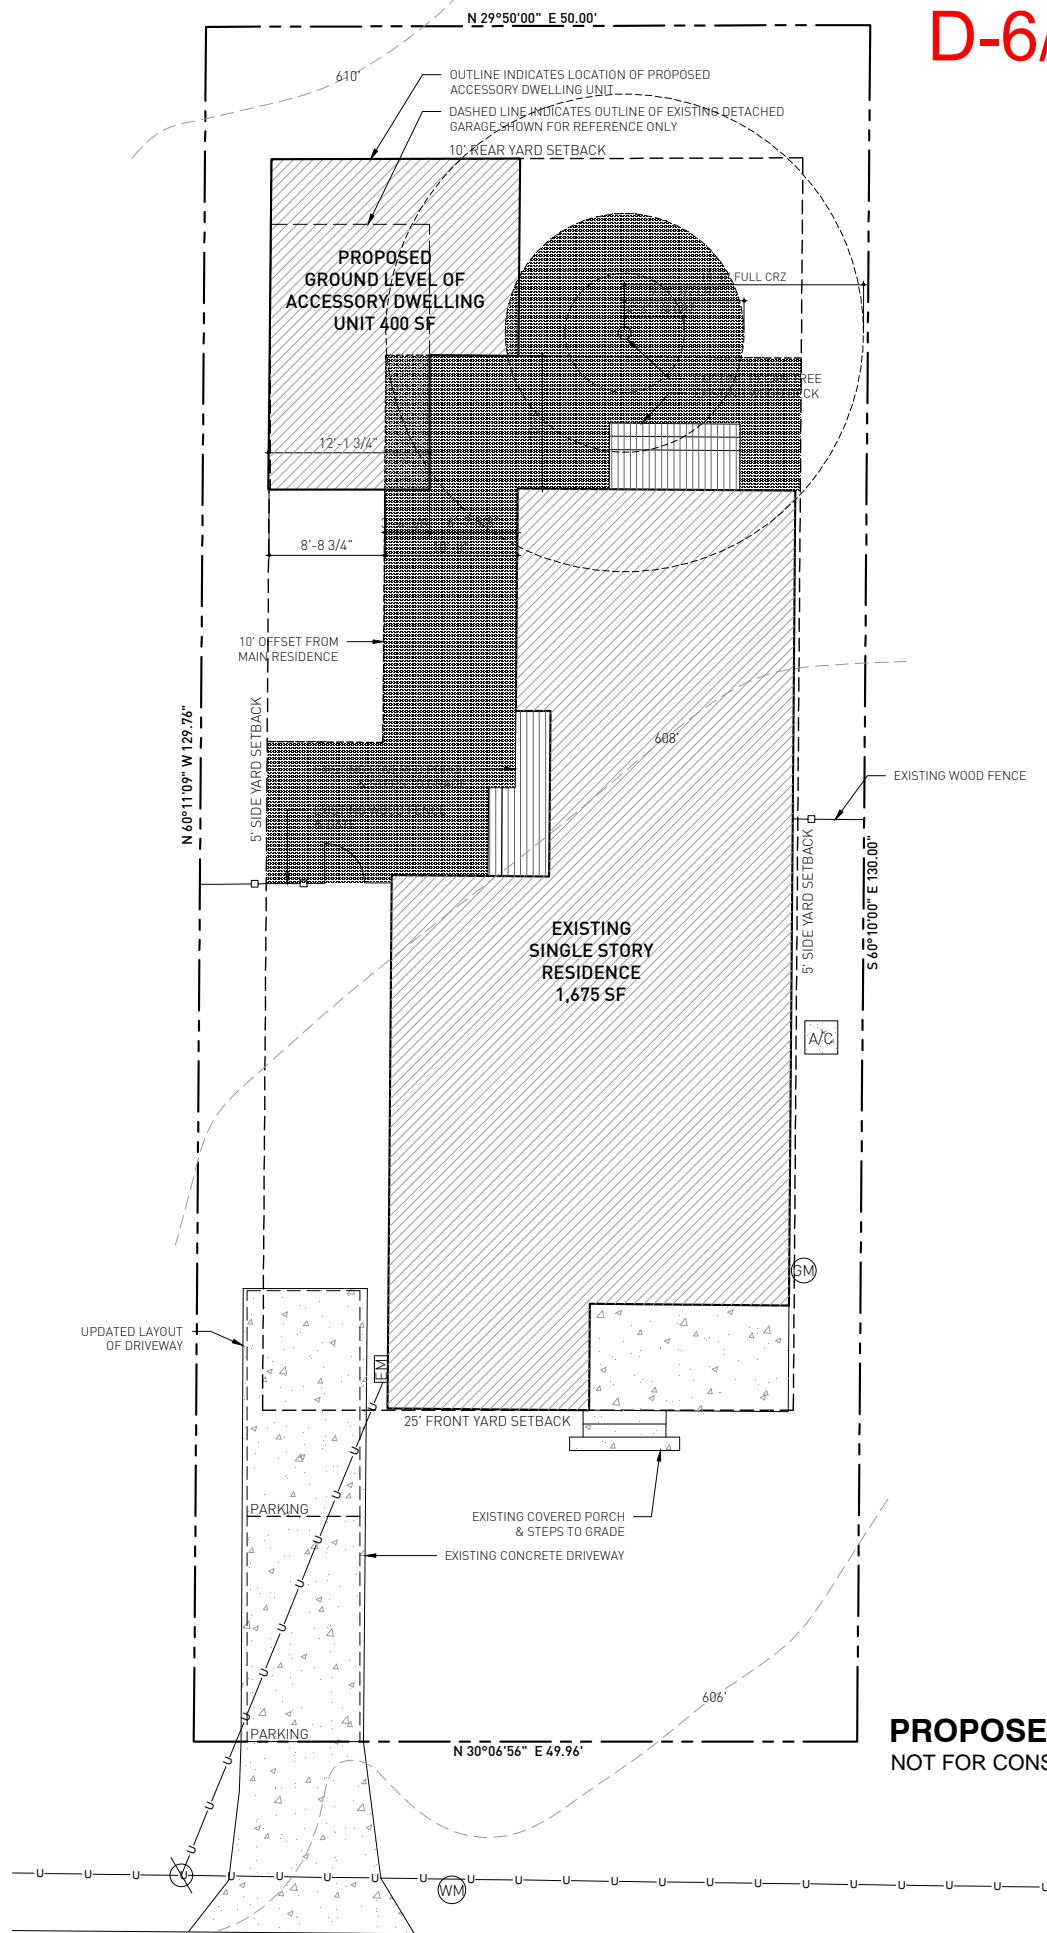 N 29°50'00" E 50.00'
D-6/
610'
OUTLINE INDICATES LOCATION OF PROPOSED
ACCESSORY DWELLING UNIT
DASHED LINE INDICATES OUTLINE OF EXISTING DETACHED
GARAGE SHOWN FOR REFERENCE ONLY
10' REAR YARD SETBACK
PROPOSED
GROUND LEVEL OF
ACCESSORY DWELLING
UNIT 400 SF
FULL CRZ
12'-1 3/4"
8'-8 3/4"
10' OFFSET FROM
MAIN RESIDENCE
N 60°11'09" W 129.76'
5' SIDE YARD SETBACK
608'
EXISTING WOOD FENCE
5' SIDE YARD SETBACK
S 60°10'00" E 130.00'
EXISTING
SINGLE STORY
RESIDENCE
1,675 SF
A/C
GM
UPDATED LAYOUT
OF DRIVEWAY
EM
25' FRONT YARD SETBACK
PARKING
EXISTING COVERED PORCH
& STEPS TO GRADE
EXISTING CONCRETE DRIVEWAY
606'
PARKING
N 30°06'56" E 49.96'
PROPOSE
NOT FOR CONS
U U U U U U U U U U
U U U U U U U U U U U U U U U U U U U U U U
WM